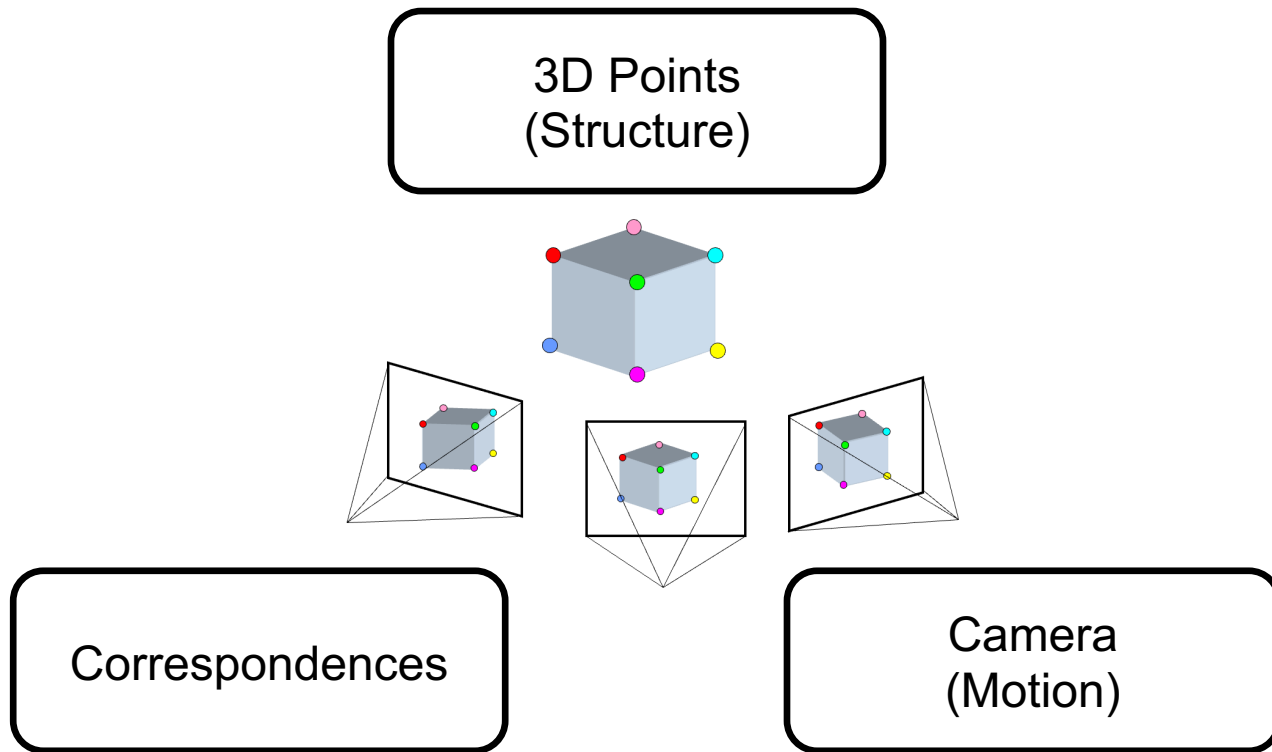 3D Points
(Structure)
Correspondences
Camera
(Motion)